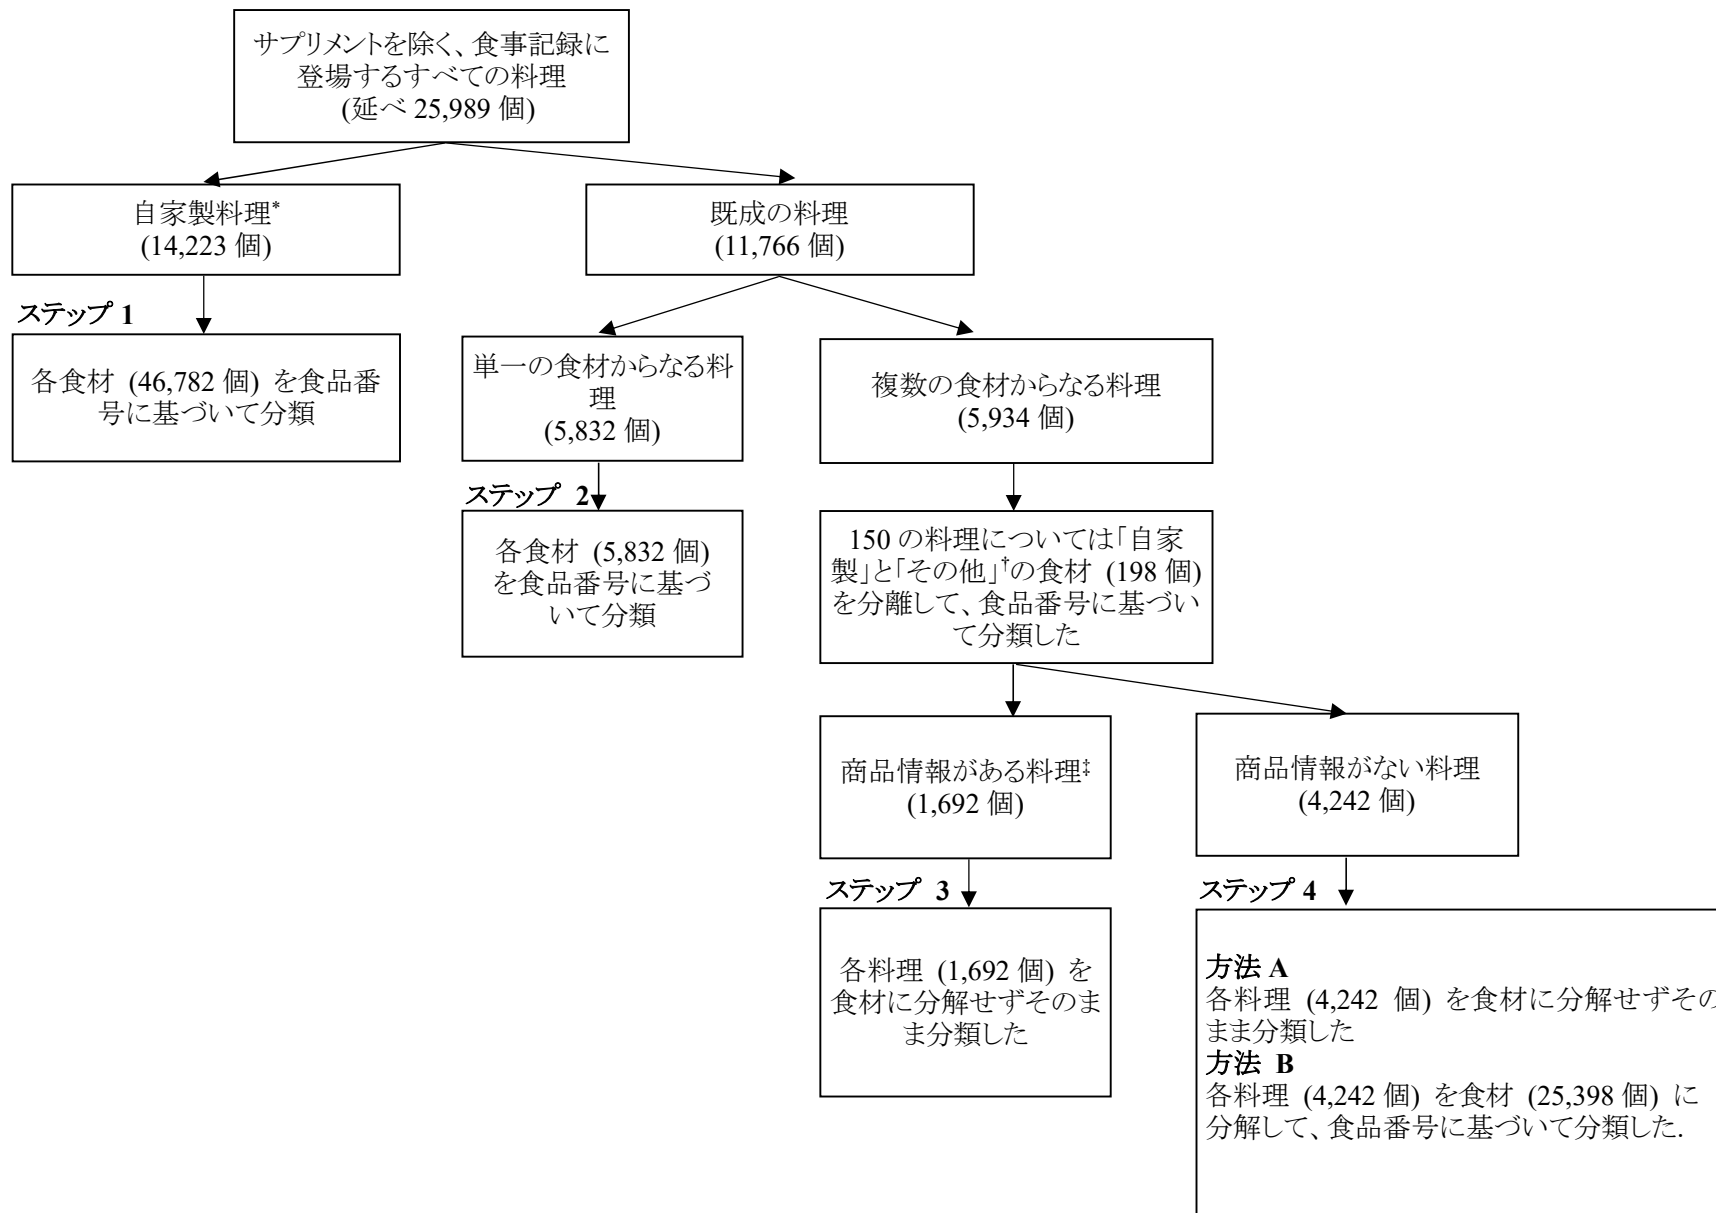 サプリメントを除く、食事記録に
登場するすべての料理
(延べ 25,989 個)
自家製料理*
(14,223 個)
既成の料理
(11,766 個)
ステップ 1
各食材 (46,782 個) を食品番
号に基づいて分類
単一の食材からなる料
理
(5,832 個)
複数の食材からなる料理
(5,934 個)
ステップ 2
各食材 (5,832 個)
を食品番号に基づ
いて分類
150 の料理については「自家
製」と「その他」†の食材 (198 個)
を分離して、食品番号に基づい
て分類した
商品情報がある料理‡
(1,692 個)
商品情報がない料理
(4,242 個)
ステップ 3
各料理 (1,692 個) を
食材に分解せずそのま
ま分類した
ステップ 4
方法 A
各料理 (4,242 個) を食材に分解せずその
まま分類した
方法 B
各料理 (4,242 個) を食材 (25,398 個) に
分解して、食品番号に基づいて分類した.